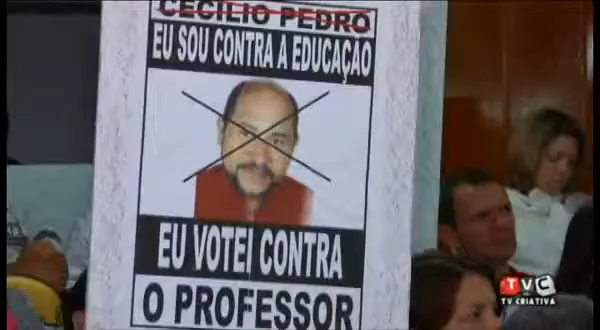 CECÍLIO PEDRO
EU SOU CONTRA A EDUCAÇÃO
EU VOTEI CONTRA
O PROFESSOR
TVC
TV CRIATIVA